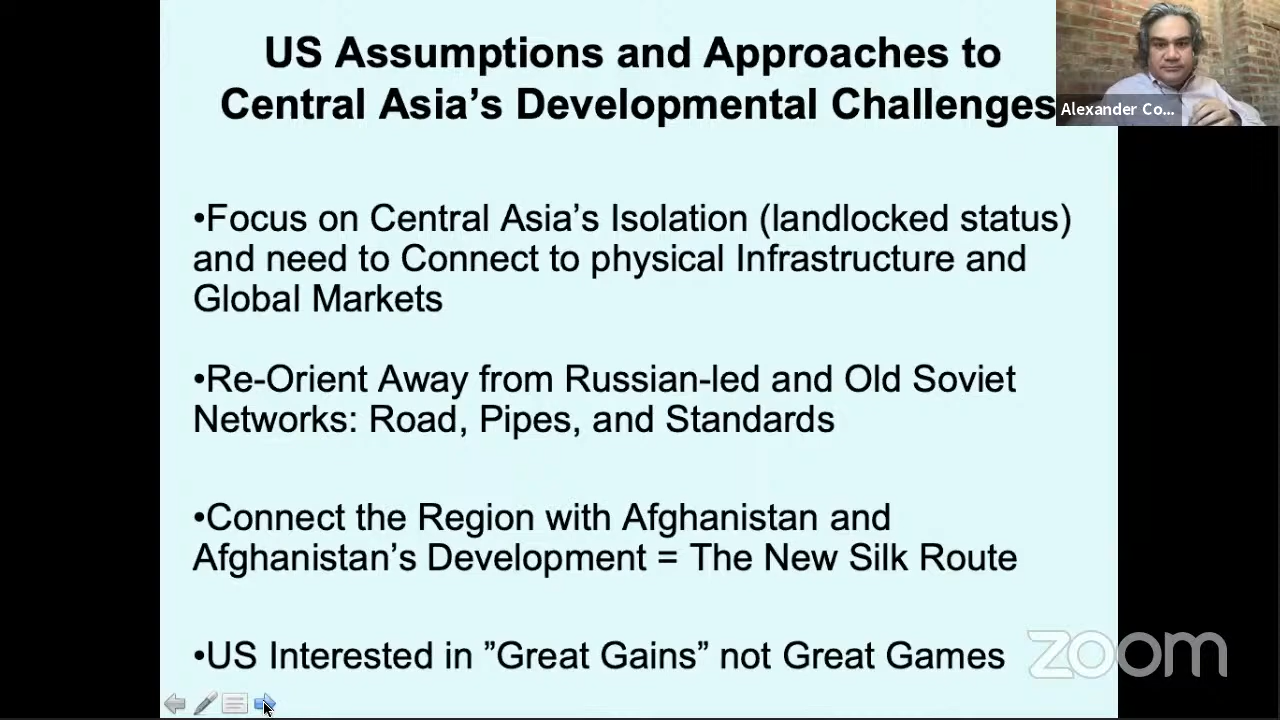 US Assumptions and Approaches to
Central Asia's Developmental Challenges
Alexander Co...
•Focus on Central Asia's Isolation (landlocked status)
and need to Connect to physical Infrastructure and
Global Markets
•Re-Orient Away from Russian-led and Old Soviet
Networks: Road, Pipes, and Standards
•Connect the Region with Afghanistan and
Afghanistan's Development = The New Silk Route
•US Interested in ”Great Gains” not Great Games
zoom